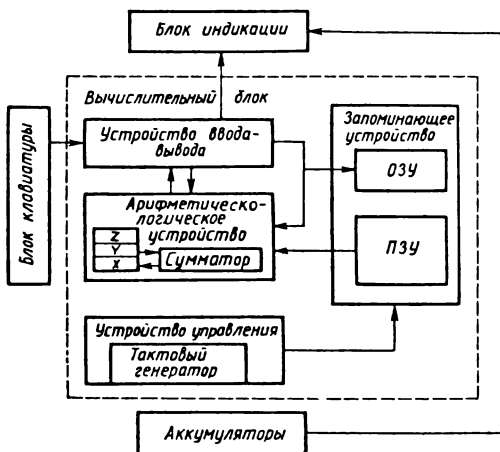 Блок индикации
Вычислительный блок
Блок клавиатуры
Устройство ввода-
вывода
Запоминающее
устройство
ОЗУ
Арифметическо-
логическое
устройство
Z
Y
X
Сумматор
ПЗУ
Устройство управления
Тактовый
генератор
Аккумуляторы